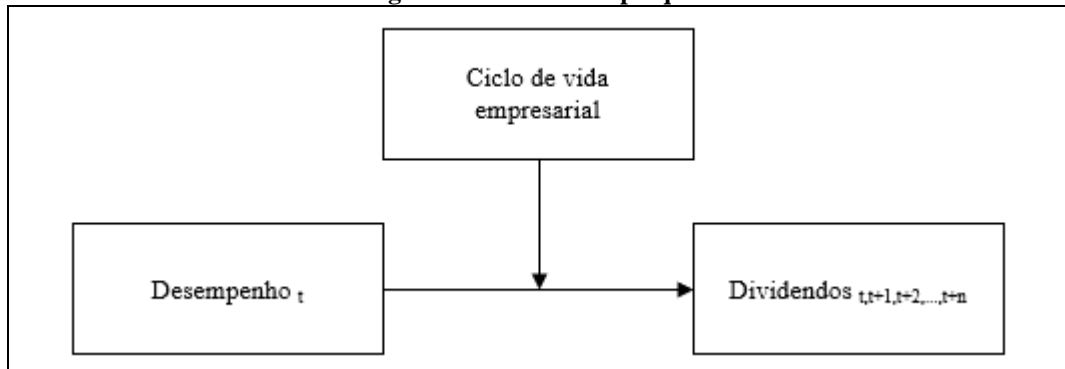 Ciclo de vida
empresarial
Desempenho t
Dividendos t,t+1,t+2,...,t+n